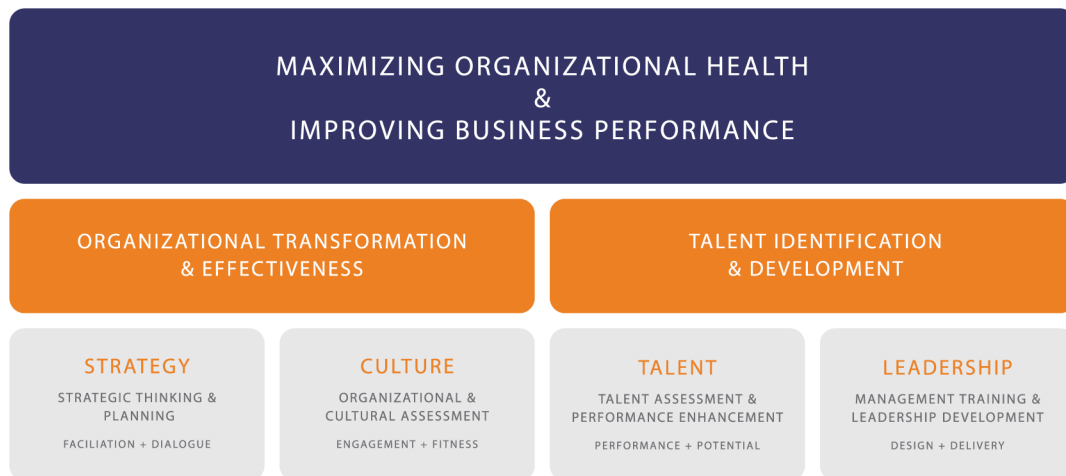 MAXIMIZING ORGANIZATIONAL HEALTH
&
IMPROVING BUSINESS PERFORMANCE
ORGANIZATIONAL TRANSFORMATION
& EFFECTIVENESS
TALENT IDENTIFICATION
& DEVELOPMENT
STRATEGY
STRATEGIC THINKING &
PLANNING
FACILIATION + DIALOGUE
CULTURE
ORGANIZATIONAL &
CULTURAL ASSESSMENT
ENGAGEMENT + FITNESS
TALENT
TALENT ASSESSMENT &
PERFORMANCE ENHANCEMENT
PERFORMANCE + POTENTIAL
LEADERSHIP
MANAGEMENT TRAINING &
LEADERSHIP DEVELOPMENT
DESIGN + DELIVERY